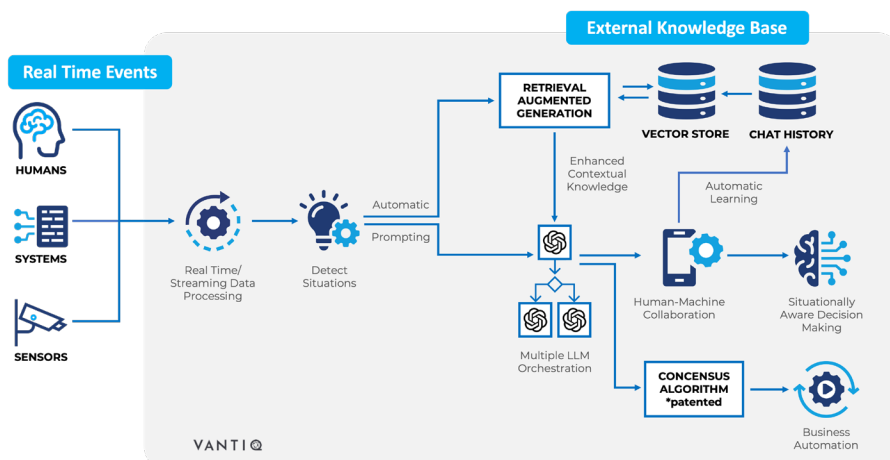 External Knowledge Base
Real Time Events
HUMANS
SYSTEMS
SENSORS
Real Time/
Streaming Data
Processing
Detect
Situations
Automatic
Prompting
RETRIEVAL
AUGMENTED
GENERATION
VECTOR STORE
CHAT HISTORY
Enhanced
Contextual
Knowledge
Automatic
Learning
Multiple LLM
Orchestration
Human-Machine
Collaboration
Situationally
Aware Decision
Making
CONCENSUS
ALGORITHM
*patented
Business
Automation
VANTIQ